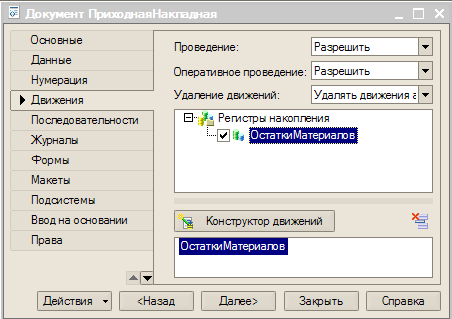 Документ ПриходнаяНакладная
Основные
Данные
Нумерация
Движения
Последовательности
Журналы
Формы
Макеты
Подсистемы
Ввод на основании
Права
Проведение: Разрешить
Оперативное проведение: Разрешить
Удаление движений: Удалять движения а
Регистры накопления
ОстаткиМатериалов
Конструктор движений
ОстаткиМатериалов
Действия <Назад Далее> Закрыть Справка